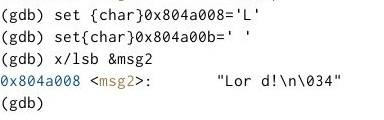 (gdb) set {char}0x804a008='L'
(gdb) set{char}0x804a00b=' '
(gdb) x/lsb &msg2
0x804a008 <msg2>: "Lor d!\n\034"
(gdb)